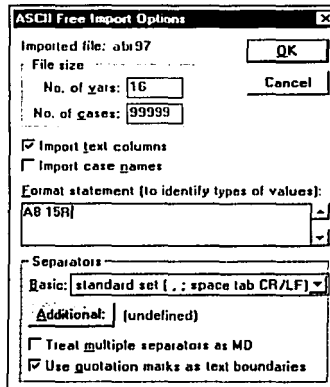 ASCII Free Import Options
Imported file: abr97
OK
File size
No. of vars: 16
Cancel
No. of cases: 99999
Import text columns
Import case names
Format statement (to identify types of values):
A8 15R
Separators
Basic: standard set ( , ; space tab CR/LF)
Additional: (undefined)
Treat multiple separators as MD
Use quotation marks as text boundaries